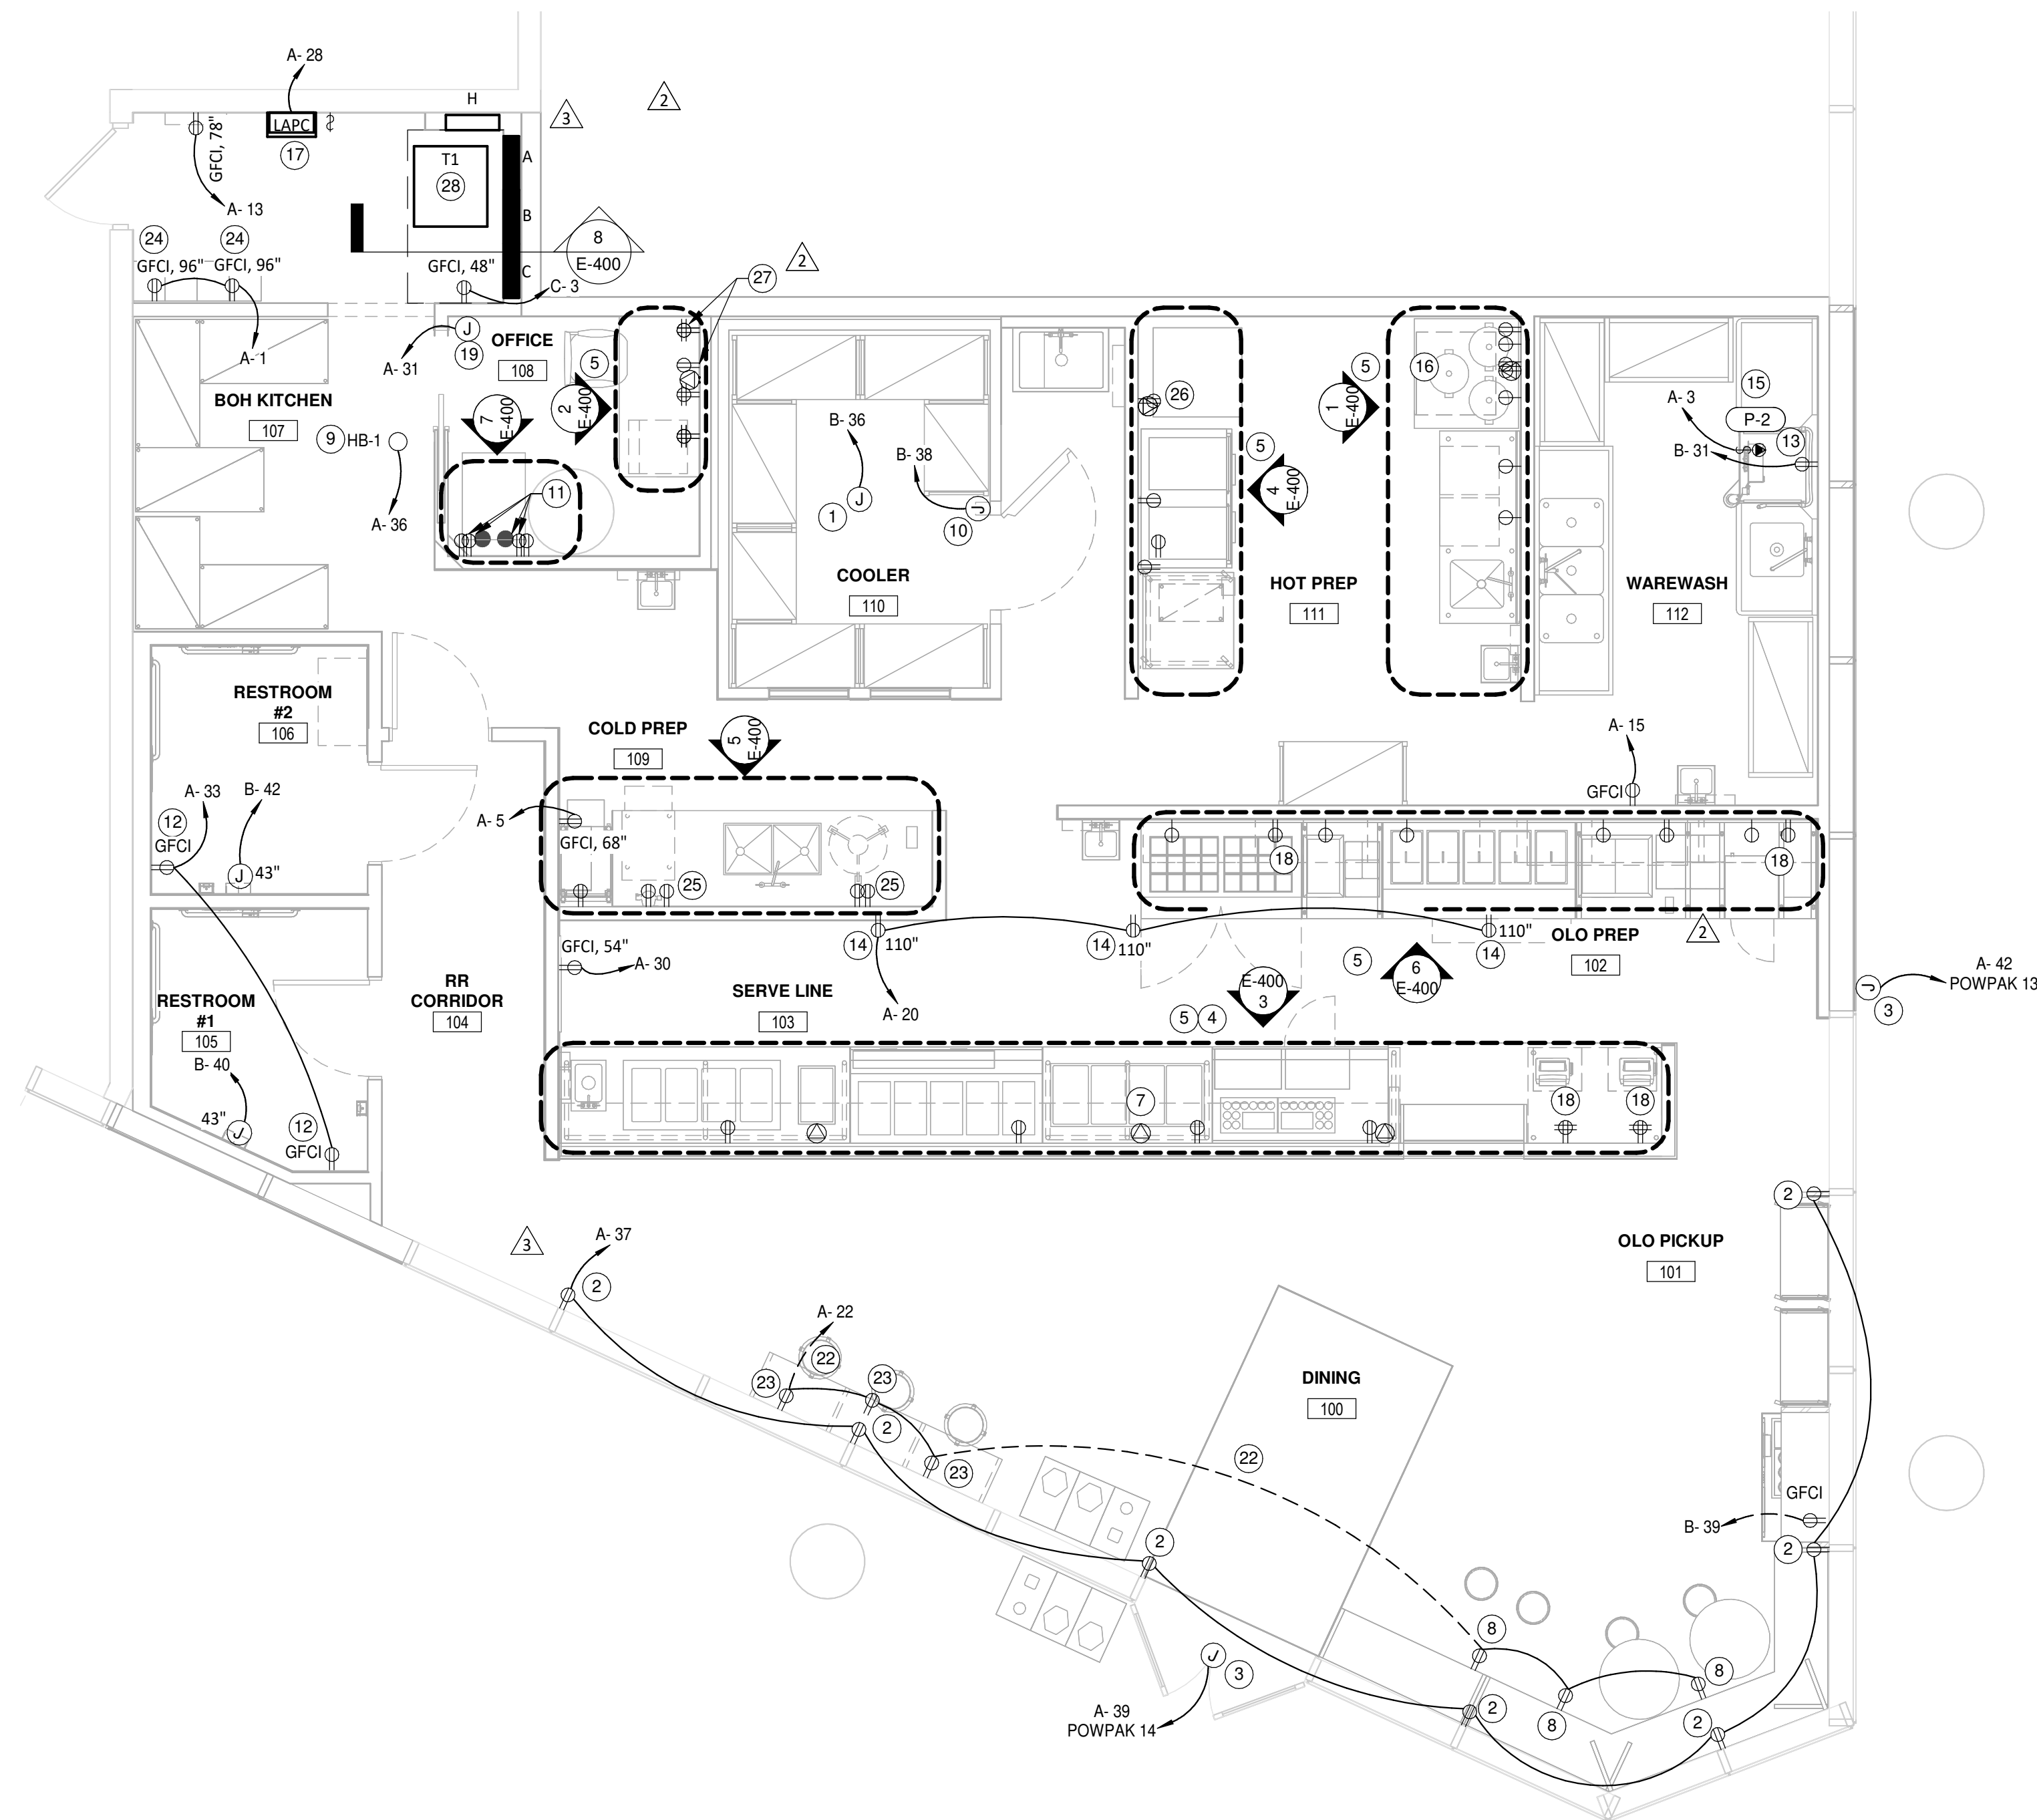 A- 28
H
2
3
LAPC
GFCI, 78"
17
T1
28
A
B
C
A- 13
24
24
GFCI, 96"
GFCI, 96"
GFCI, 48"
C- 3
8
E-400
2
27
A- 1
J
19
A- 31
OFFICE
108
5
2
E-400
7
E-400
BOH KITCHEN
107
9
HB-1
A- 36
11
B- 36
J
1
B- 38
J
10
COOLER
110
26
5
4
E-400
5
1
E-400
16
HOT PREP
111
A- 3
15
P-2
13
B- 31
WAREWASH
112
RESTROOM
#2
106
A- 33
B- 42
12
GFCI
J
43"
COLD PREP
109
5
E-400
A- 5
GFCI, 68"
25
25
A- 15
GFCI
18
18
GFCI, 54"
A- 30
14
110"
14
110"
110"
14
OLO PREP
102
2
A- 20
5
6
E-400
E-400
3
5
4
SERVE LINE
103
RR
CORRIDOR
104
RESTROOM
#1
105
B- 40
43"
J
12
GFCI
J
3
A- 42
POWPAK 13
7
18
18
2
OLO PICKUP
101
3
A- 37
2
A- 22
22
23
23
2
23
DINING
100
22
GFCI
B- 39
2
2
8
8
8
J
3
A- 39
POWPAK 14
2
2